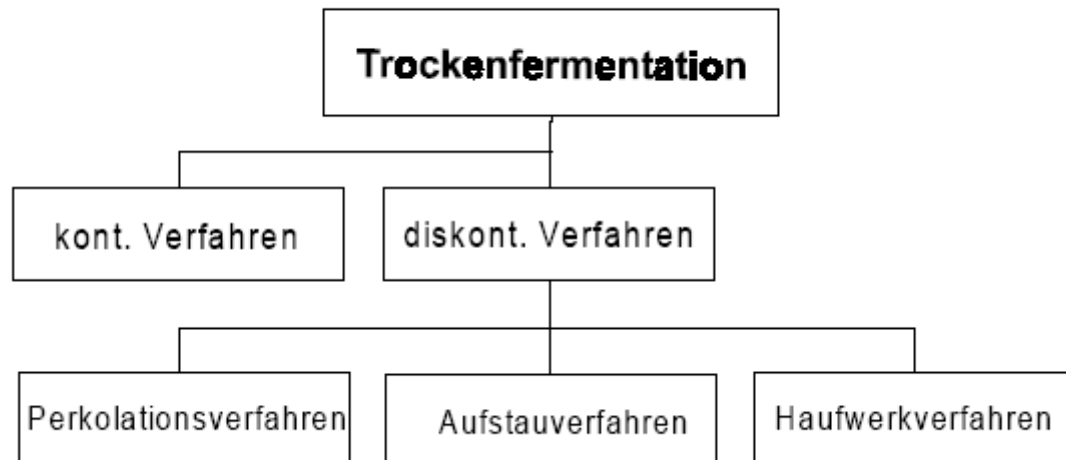 Trockenfermentation
kont. Verfahren
diskont. Verfahren
Perkolationsverfahren
Aufstauverfahren
Haufwerkverfahren